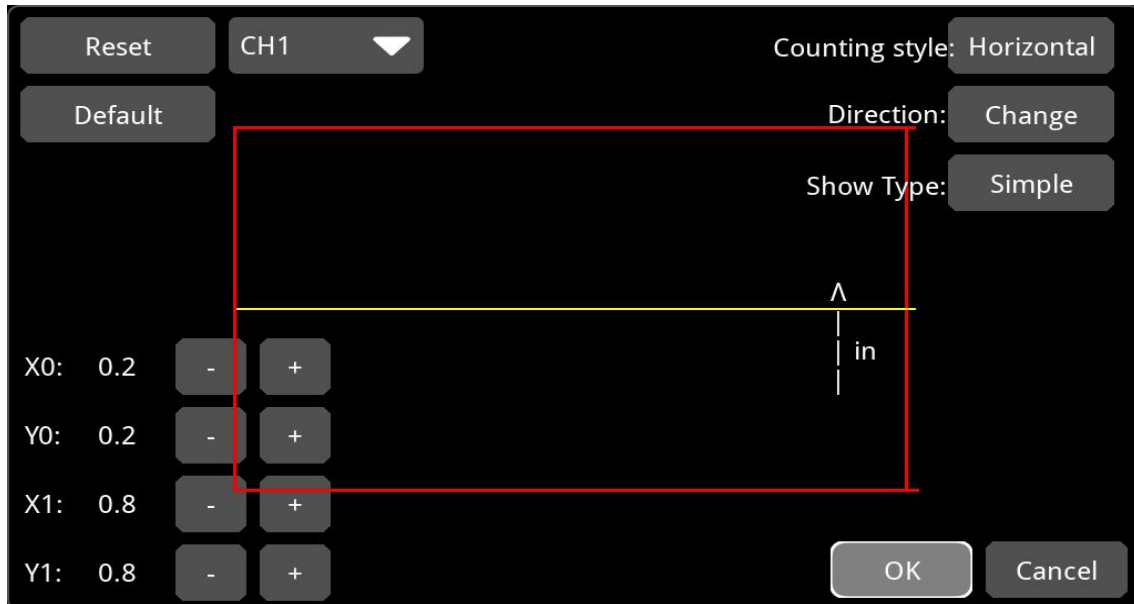 Reset CH1 Counting style: Horizontal
Default Direction: Change
Show Type: Simple
in
X0: 0.2 - +
Y0: 0.2 - +
X1: 0.8 - +
Y1: 0.8 - +
OK Cancel